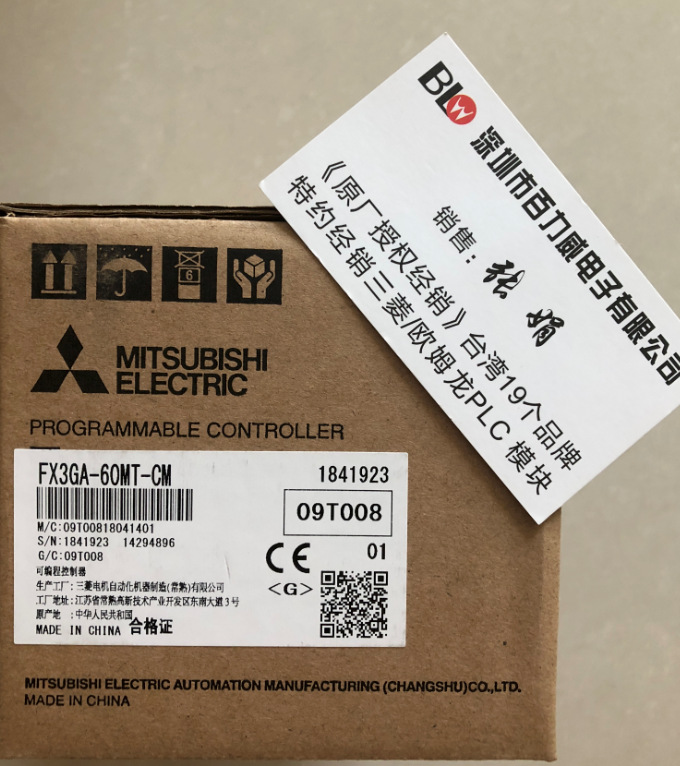 BLW
深圳市百力威电子有限公司
销售：张娟
《原厂授权经销》台湾19个品牌
特约经销三菱/欧姆龙PLC 模块
6
MITSUBISHI
ELECTRIC
PROGRAMMABLE CONTROLLER
FX3GA-60MT-CM
1841923
M/C:09T00818041401
09T008
S/N:1841923 14294896
G/C:09T008
CE
01
可编程控制器
<G>
生产工厂:三菱电机自动化机器制造(常熟)有限公司
工厂地址:江苏省常熟高新技术产业开发区东南大道3号
原产地 :中华人民共和国
MADE IN CHINA 合格证
MITSUBISHI ELECTRIC AUTOMATION MANUFACTURING (CHANGSHU)CO.,LTD.
MADE IN CHINA